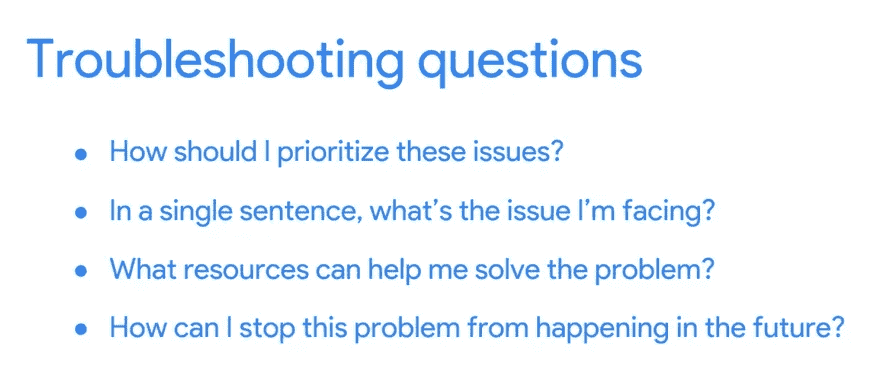 Troubleshooting questions
● How should I prioritize these issues?
● In a single sentence, what's the issue I'm facing?
● What resources can help me solve the problem?
● How can I stop this problem from happening in the future?